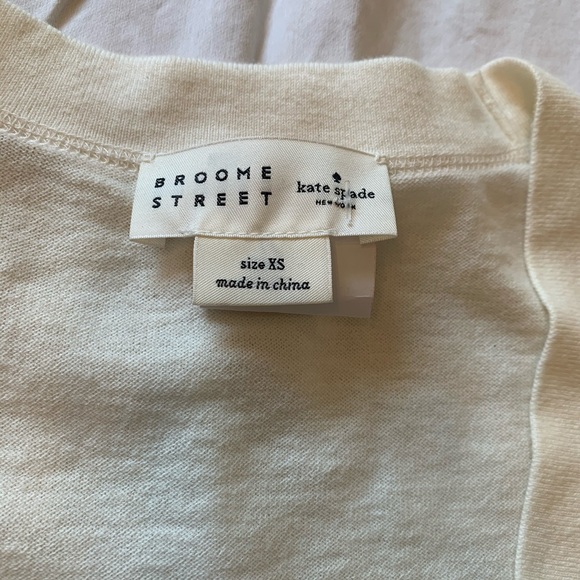 BROOME
STREET
kate spade
NEW YORK
size XS
made in china